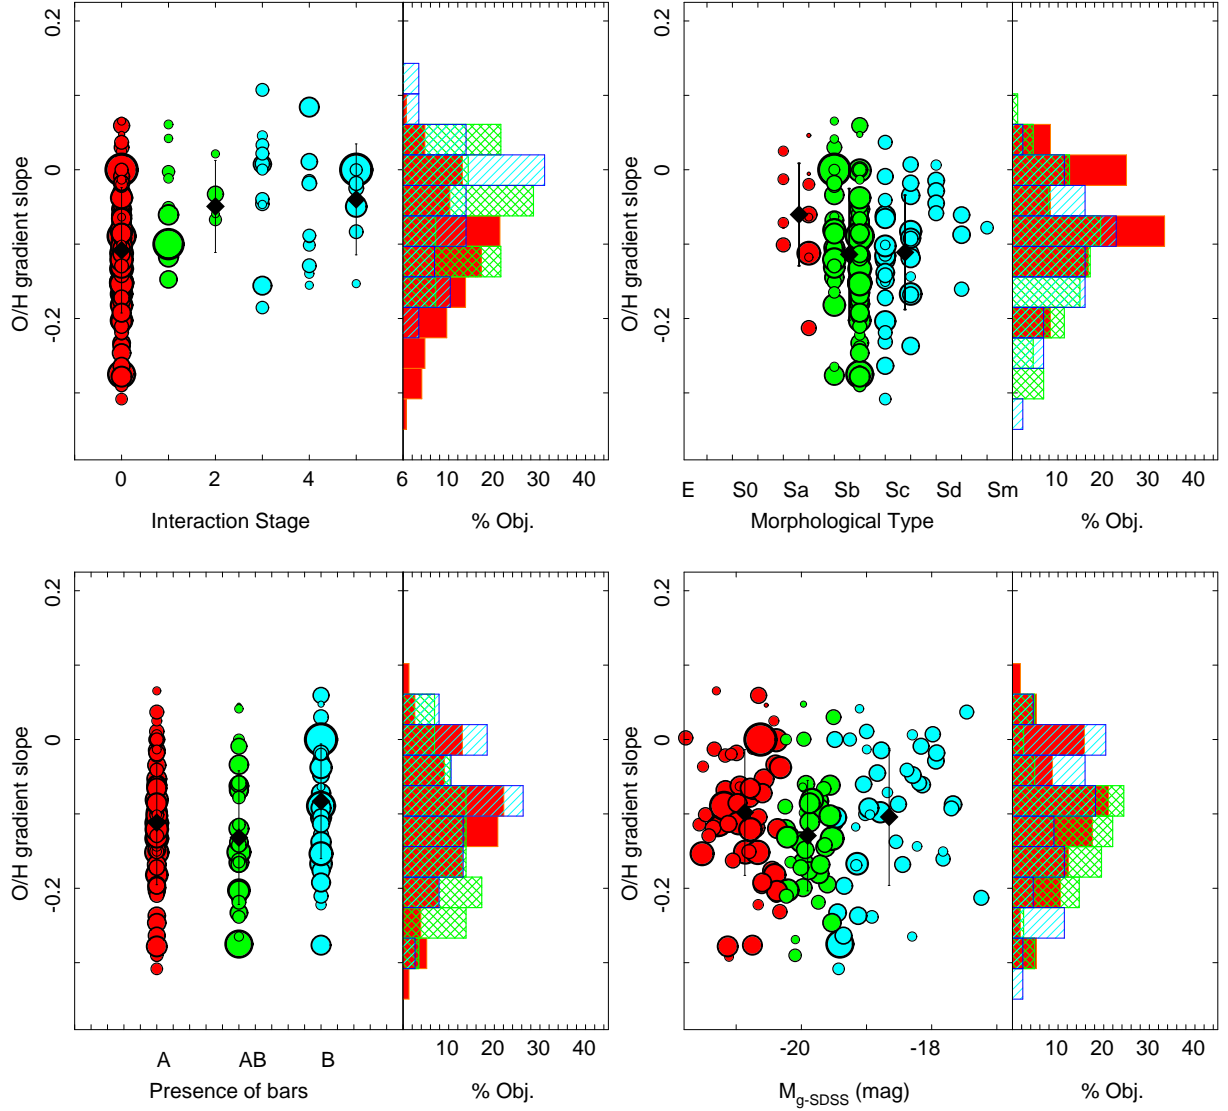 0.2
0
-0.2
O/H gradient slope
0 2 4 6 10 20 30 40
Interaction Stage % Obj.
0.2
0
-0.2
O/H gradient slope
E S0 Sa Sb Sc Sd Sm 10 20 30 40
Morphological Type % Obj.
0.2
0
-0.2
O/H gradient slope
A AB B 10 20 30 40
Presence of bars % Obj.
0.2
0
-0.2
O/H gradient slope
-20 -18 10 20 30 40
M_g-SDSS (mag) % Obj.